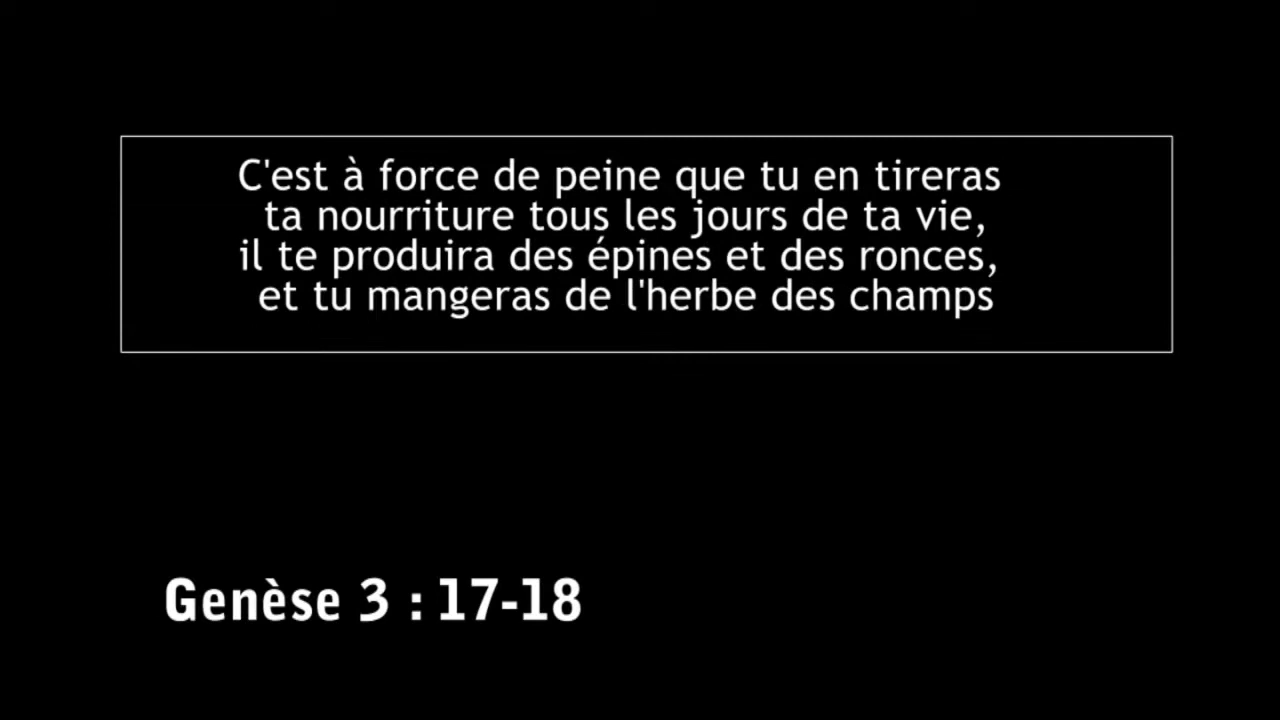 C'est à force de peine que tu en tireras
ta nourriture tous les jours de ta vie,
il te produira des épines et des ronces,
et tu mangeras de l'herbe des champs
Genèse 3 : 17-18